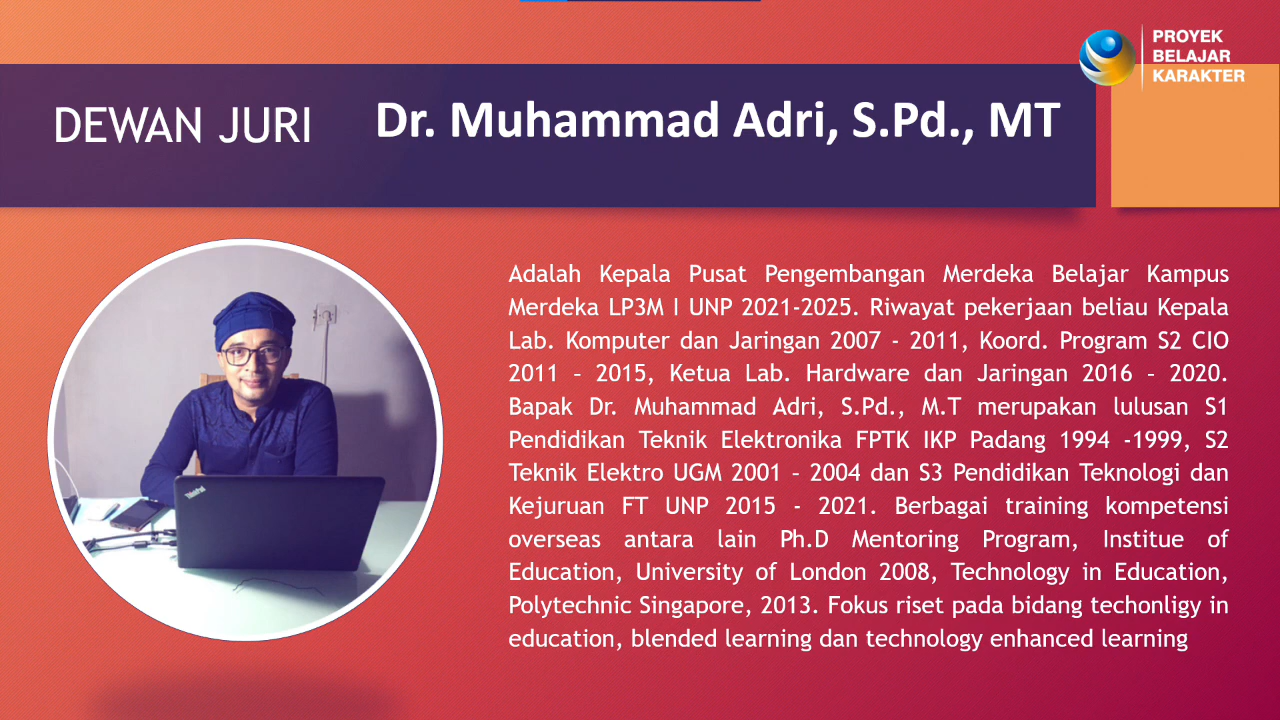 PROYEK
BELAJAR
KARAKTER
DEWAN JURI
Dr. Muhammad Adri, S.Pd., MT
Adalah Kepala Pusat Pengembangan Merdeka Belajar Kampus
Merdeka LP3M I UNP 2021-2025. Riwayat pekerjaan beliau Kepala
Lab. Komputer dan Jaringan 2007 - 2011, Koord. Program S2 CIO
2011 – 2015, Ketua Lab. Hardware dan Jaringan 2016 – 2020.
Bapak Dr. Muhammad Adri, S.Pd., M.T merupakan lulusan S1
Pendidikan Teknik Elektronika FPTK IKP Padang 1994 -1999, S2
Teknik Elektro UGM 2001 – 2004 dan S3 Pendidikan Teknologi dan
Kejuruan FT UNP 2015 - 2021. Berbagai training kompetensi
overseas antara lain Ph.D Mentoring Program, Institue of
Education, University of London 2008, Technology in Education,
Polytechnic Singapore, 2013. Fokus riset pada bidang techonligy in
education, blended learning dan technology enhanced learning
ThinkPad